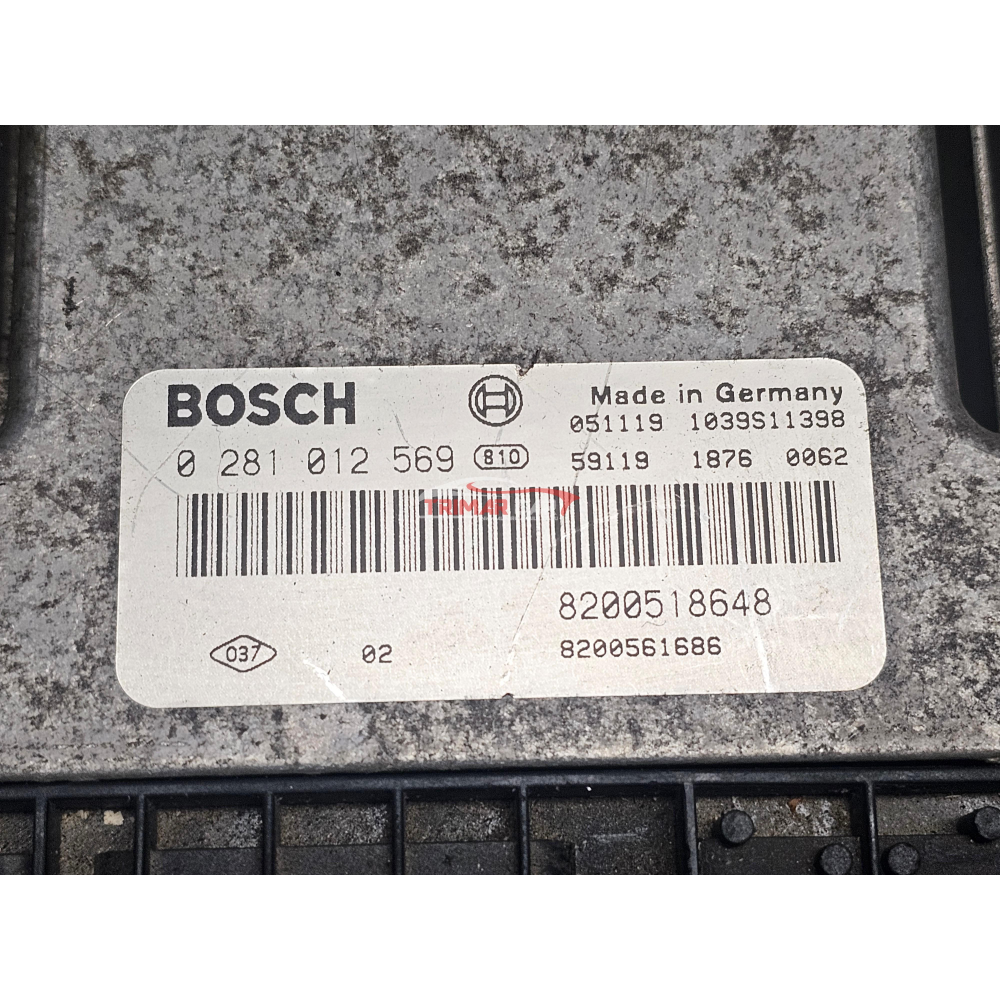 BOSCH
Made in Germany
051119 1039S11398
0 281 012 569 810 59119 1876 0062
TRIMAR
8200518648
037 02 8200561686